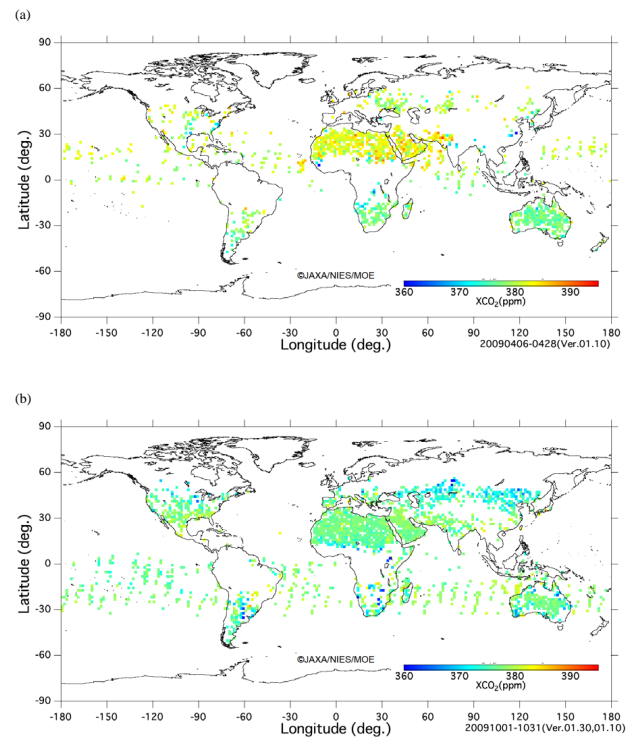 (a)
90
60
30
0
-30
-60
-90
Latitude (deg.)
©JAXA/NIES/MOE
360 370 380 390
XCO2(ppm)
-180 -150 -120 -90 -60 -30 0 30 60 90 120 150 180
Longitude (deg.)
20090406-0428(Ver.01.10)
(b)
90
60
30
0
-30
-60
-90
Latitude (deg.)
©JAXA/NIES/MOE
360 370 380 390
XCO2(ppm)
-180 -150 -120 -90 -60 -30 0 30 60 90 120 150 180
Longitude (deg.)
20091001-1031(Ver.01.30,01.10)